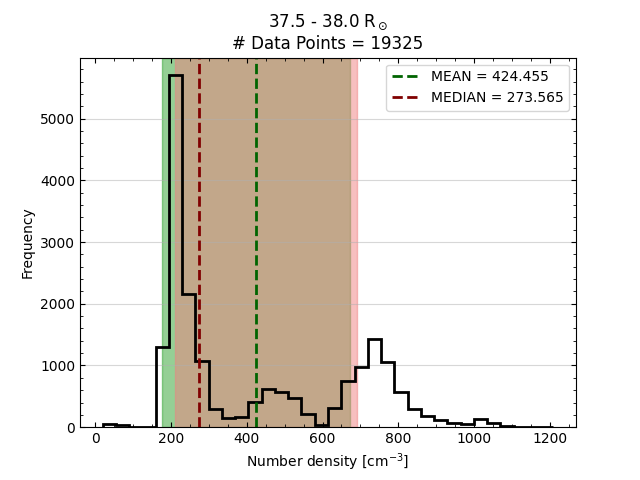 37.5 - 38.0 R⊙
# Data Points = 19325
MEAN = 424.455
MEDIAN = 273.565
Frequency
5000
4000
3000
2000
1000
0
0 200 400 600 800 1000 1200
Number density [cm⁻³]